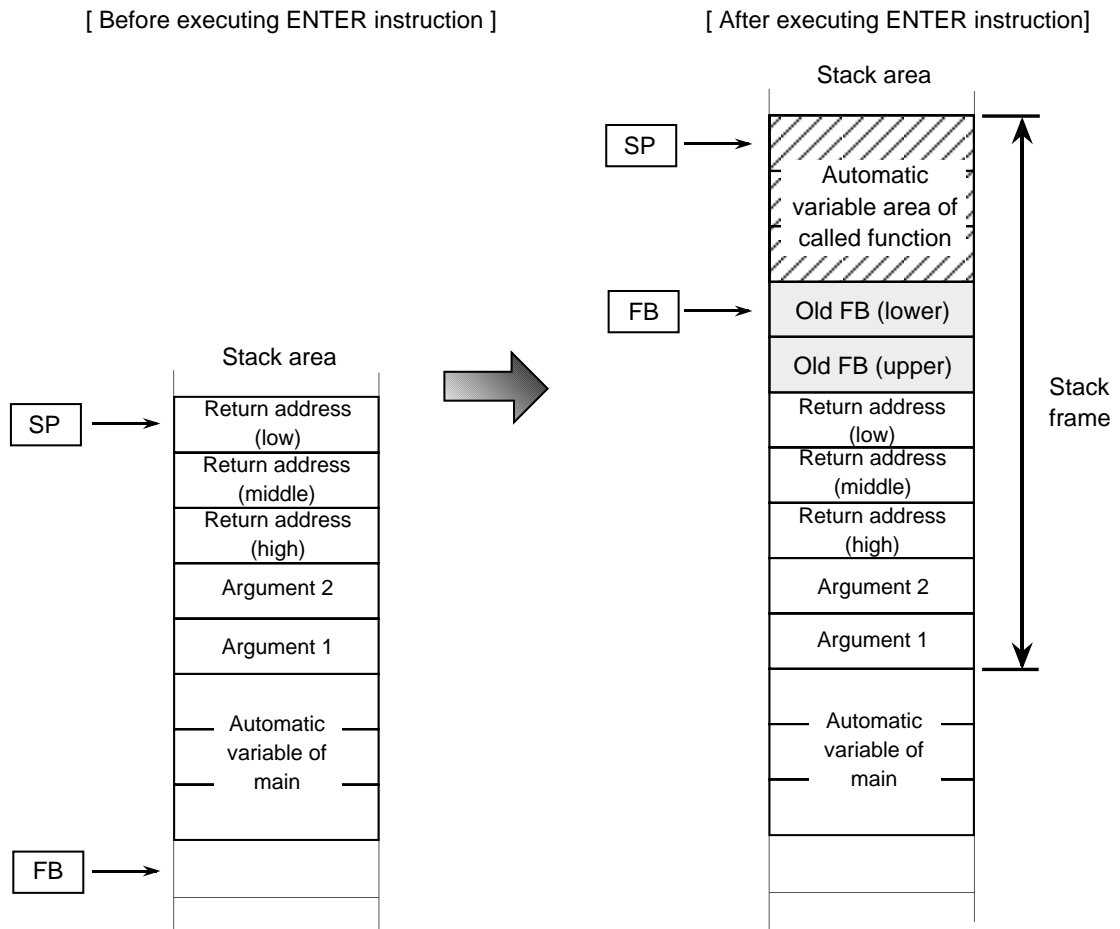 [ Before executing ENTER instruction ]
Stack area
SP
Return address
(low)
Return address
(middle)
Return address
(high)
Argument 2
Argument 1
Automatic
variable of
main
FB
[ After executing ENTER instruction]
Stack area
SP
Automatic
variable area of
called function
FB
Old FB (lower)
Old FB (upper)
Return address
(low)
Return address
(middle)
Return address
(high)
Argument 2
Argument 1
Automatic
variable of
main
Stack
frame